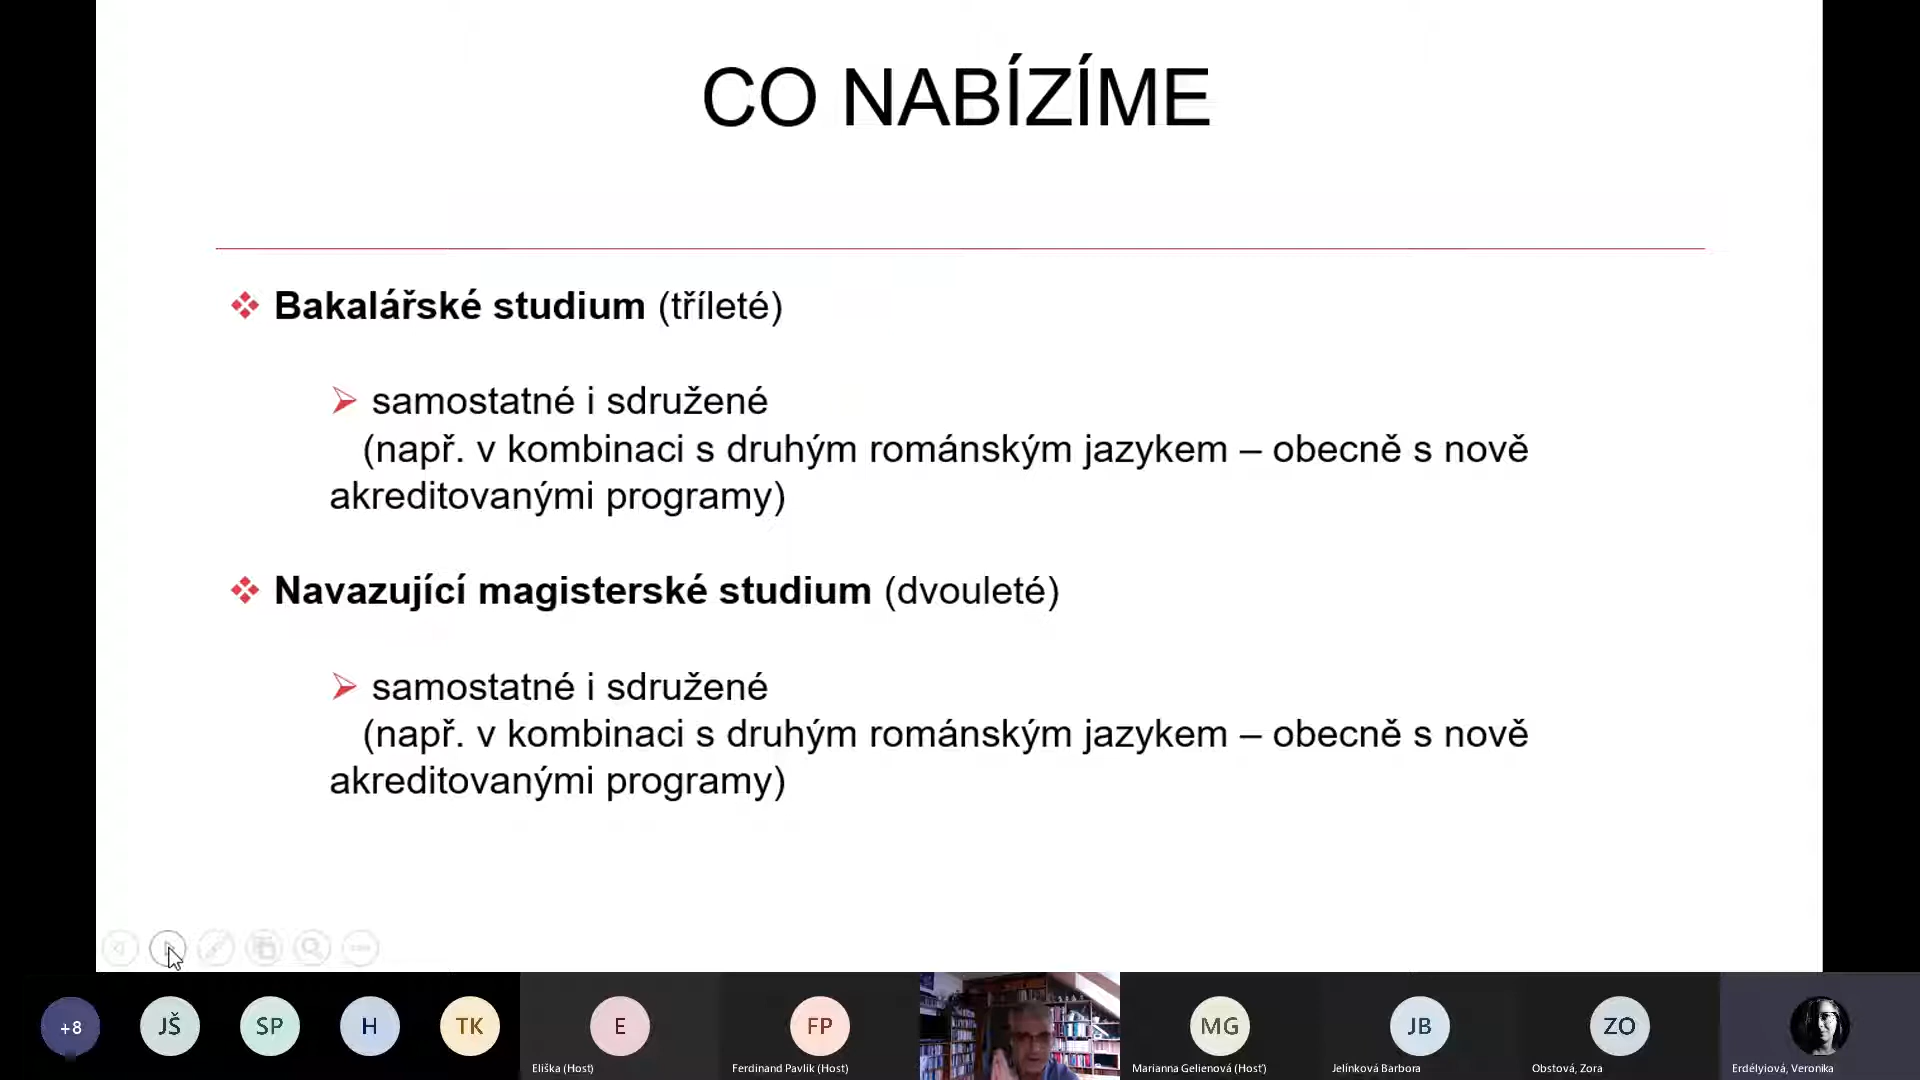 CO NABÍZÍME
Bakalářské studium (tříleté)
samostatné i sdružené
(např. v kombinaci s druhým románským jazykem – obecně s nově
akreditovanými programy)
Navazující magisterské studium (dvouleté)
samostatné i sdružené
(např. v kombinaci s druhým románským jazykem – obecně s nově
akreditovanými programy)
+8 JŠ SP H TK E FP MG JB ZO
Eliška (Host) Ferdinand Pavlík (Host) Marianna Gelienová (Hosť) Jelínková Barbora Obstová, Zora Erdélyiová, Veronika